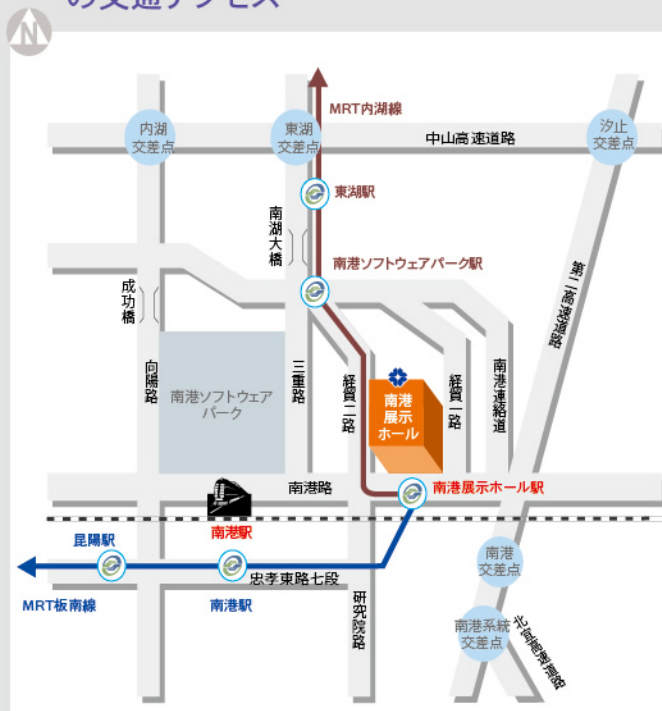 の交通アクセス
N
MRT内湖線
内湖
交差点
東湖
交差点
中山高速道路
汐止
交差点
東湖駅
南湖大橋
南港ソフトウェアパーク駅
成功橋
第二高速道路
向陽路
南港ソフトウェア
パーク
三重路
経貿二路
南港
展示
ホール
経貿一路
南港連絡道
南港路
南港展示ホール駅
南港駅
昆陽駅
南港
交差点
MRT板南線
南港駅
忠孝東路七段
研究院路
南港系統
交差点
北宜高速道路